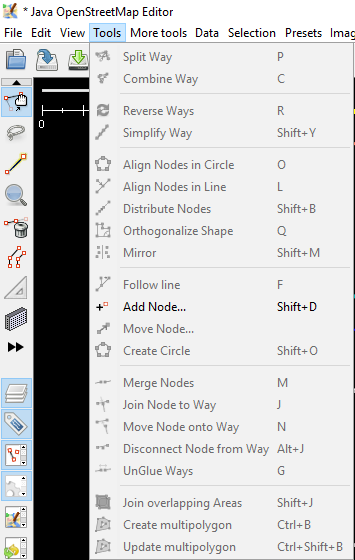 * Java OpenStreetMap Editor
File Edit View Tools More tools Data Selection Presets Imag
0
Split Way P
Combine Way C
Reverse Ways R
Simplify Way Shift+Y
Align Nodes in Circle O
Align Nodes in Line L
Distribute Nodes Shift+B
Orthogonalize Shape Q
Mirror Shift+M
Follow line F
Add Node... Shift+D
Move Node...
Create Circle Shift+O
Merge Nodes M
Join Node to Way J
Move Node onto Way N
Disconnect Node from Way Alt+J
UnGlue Ways G
Join overlapping Areas Shift+J
Create multipolygon Ctrl+B
Update multipolygon Ctrl+Shift+B